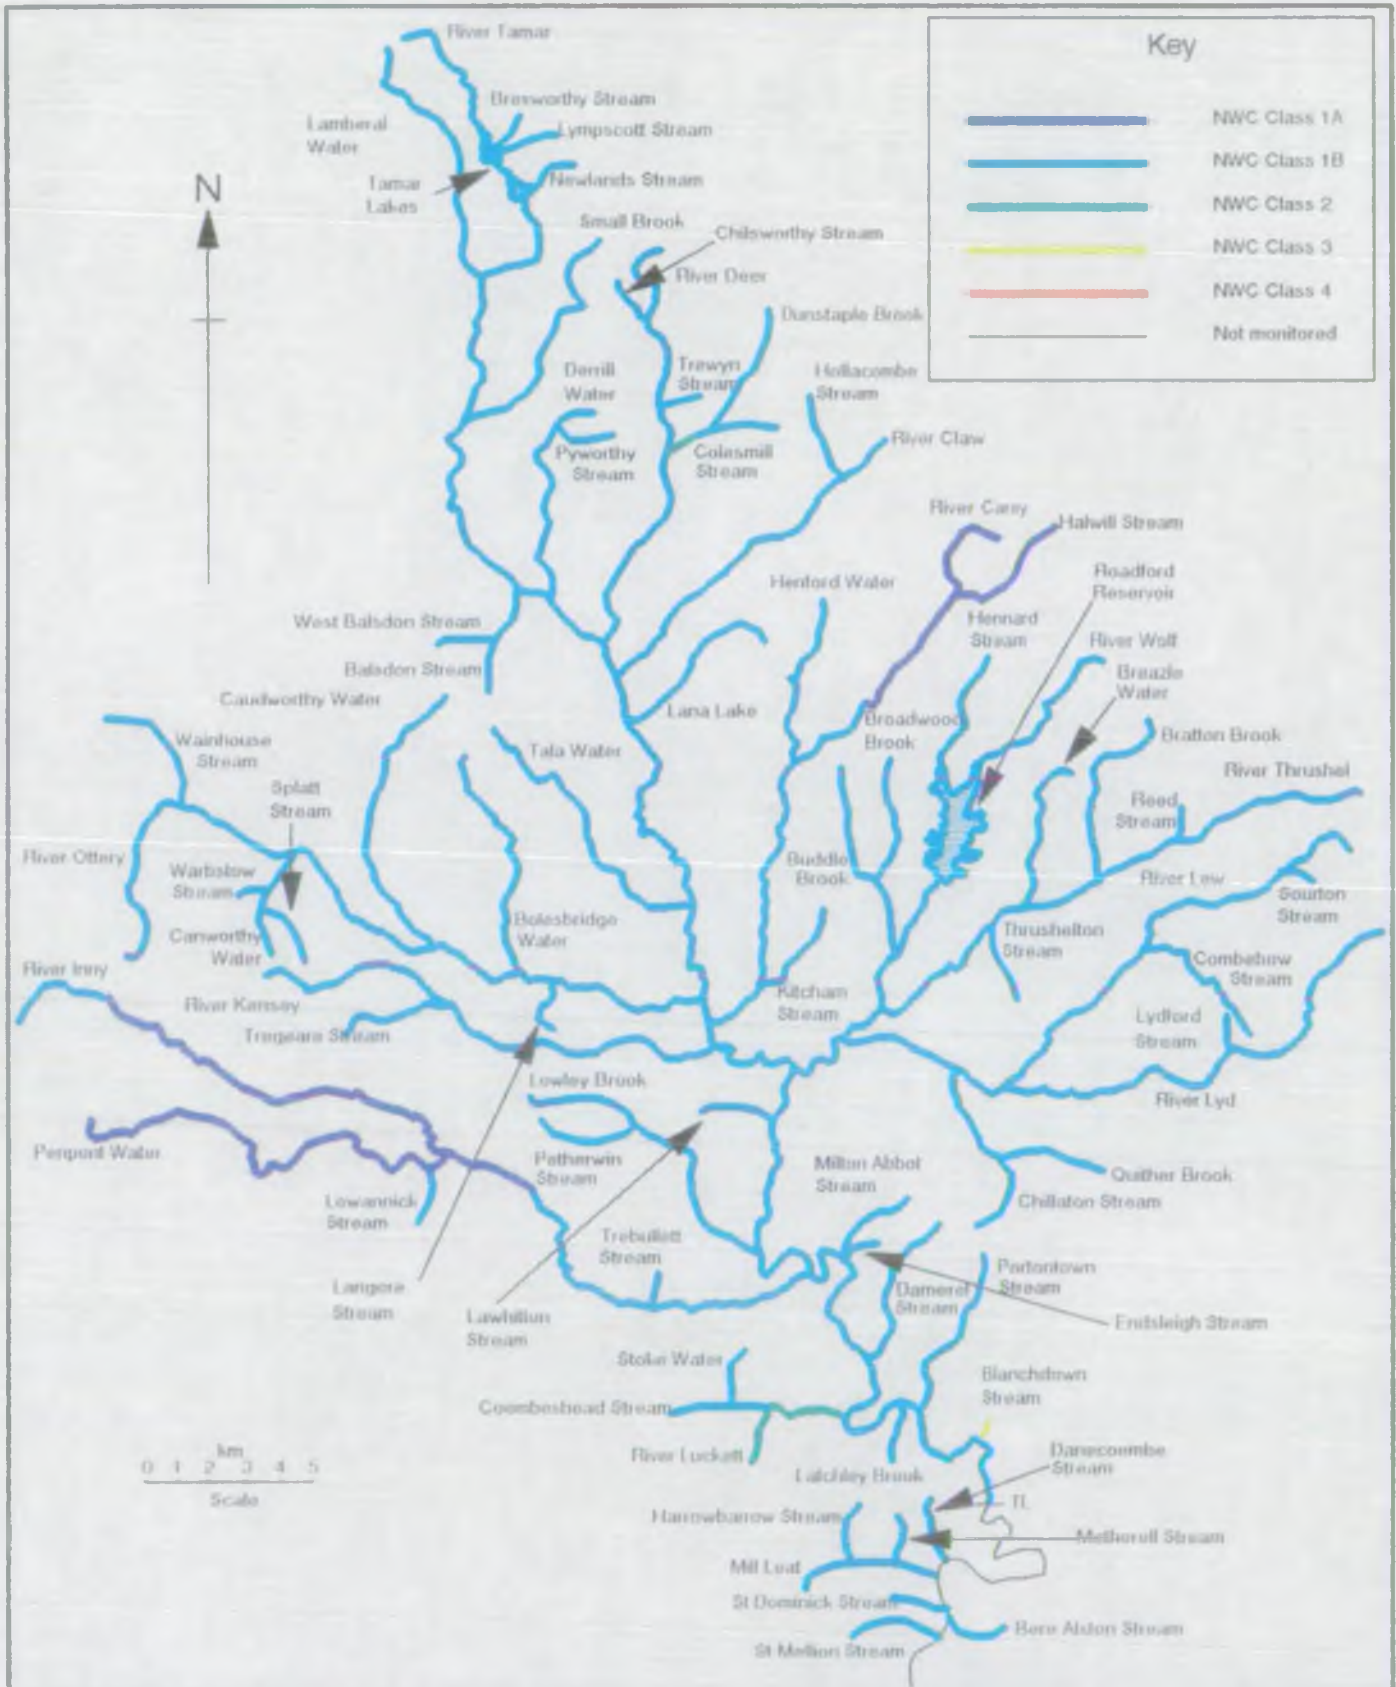 River Tamar
Key
Bresworthy Stream
NWC Class 1A
Lamberal
Water
Lympscott Stream
NWC Class 1B
Tamar
Lakes
Newlands Stream
N
NWC Class 2
Small Brook
Chilsworthy Stream
NWC Class 3
River Deer
NWC Class 4
Dunstaple Brook
Not monitored
Derrill
Water
Trewyn
Stream
Hollacombe
Stream
Pyworthy
Stream
Colesmill
Stream
River Claw
River Carey
Halwill Stream
Henford Water
Roadford
Reservoir
West Balsdon Stream
Hennard
Stream
River Wolf
Balsdon Stream
Breazle
Water
Caudworthy Water
Lana Lake
Broadwood
Brook
Bratton Brook
Wainhouse
Stream
Tala Water
River Thrushel
Splatt
Stream
Reed
Stream
River Ottery
Warbstow
Stream
Buddle
Brook
River Lew
Sourton
Stream
Canworthy
Water
Bolesbridge
Water
Thrushelton
Stream
Combebow
Stream
River Inny
River Kensey
Kitcham
Stream
Tregeare Stream
Lydford
Stream
Lowley Brook
River Lyd
Penpont Water
Patherwin
Stream
Milton Abbot
Stream
Quither Brook
Lowannick
Stream
Chillaton Stream
Trebullett
Stream
Langore
Stream
Lawhitton
Stream
Damerel
Stream
Portontown
Stream
Endsleigh Stream
Stoke Water
Blanchdown
Stream
Coombeshead Stream
River Luckett
Latchley Brook
Danecoombe
Stream
km
0 1 2 3 4 5
Scale
Harrowbarrow Stream
TL
Metherell Stream
Mill Leat
St Dominick Stream
Bere Alston Stream
St Mellion Stream